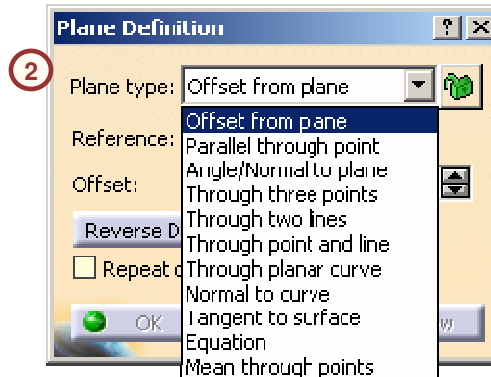 Plane Definition
? X
2
Plane type: Offset from plane
Offset from plane
Reference:
Parallel through point
Angle/Normal to plane
Offset:
Through three points
Through two lines
Reverse D
Through point and line
Repeat
Through planar curve
Normal to curve
OK
Tangent to surface
w
Equation
Mean through points